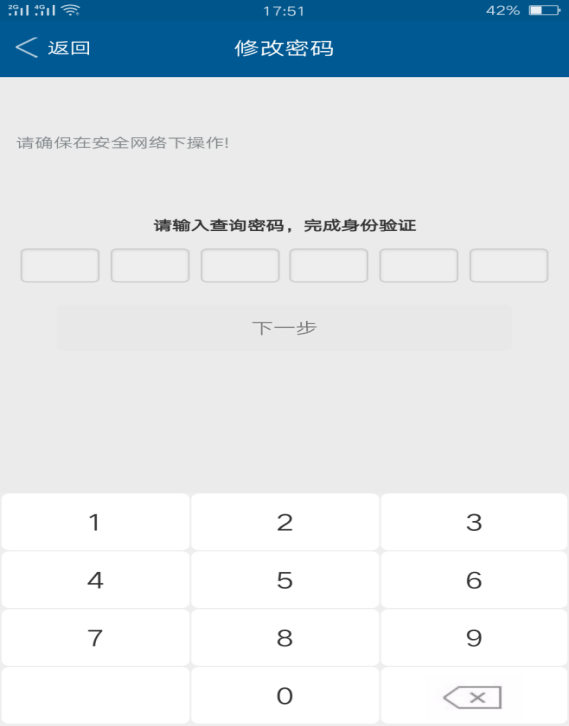 2G 4G 17:51 42%
返回 修改密码
请确保在安全网络下操作!
请输入查询密码，完成身份验证
下一步
1 2 3
4 5 6
7 8 9
0